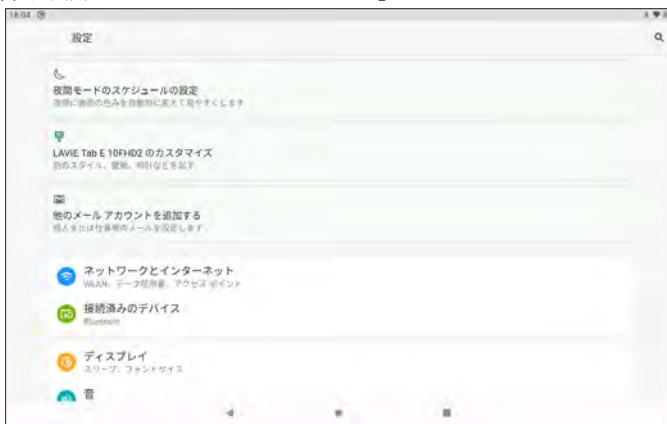 18:04
設定
夜間モードのスケジュールの設定
夜間に画面の色みを自動的に変えて見やすくします
LAVIE Tab E 10FHD2 のカスタマイズ
別のスタイル、壁紙、時計などを試す
他のメール アカウントを追加する
個人または仕事用のメールを設定します
ネットワークとインターネット
WLAN、データ使用量、アクセス ポイント
接続済みのデバイス
Bluetooth
ディスプレイ
スリープ、フォントサイズ
音